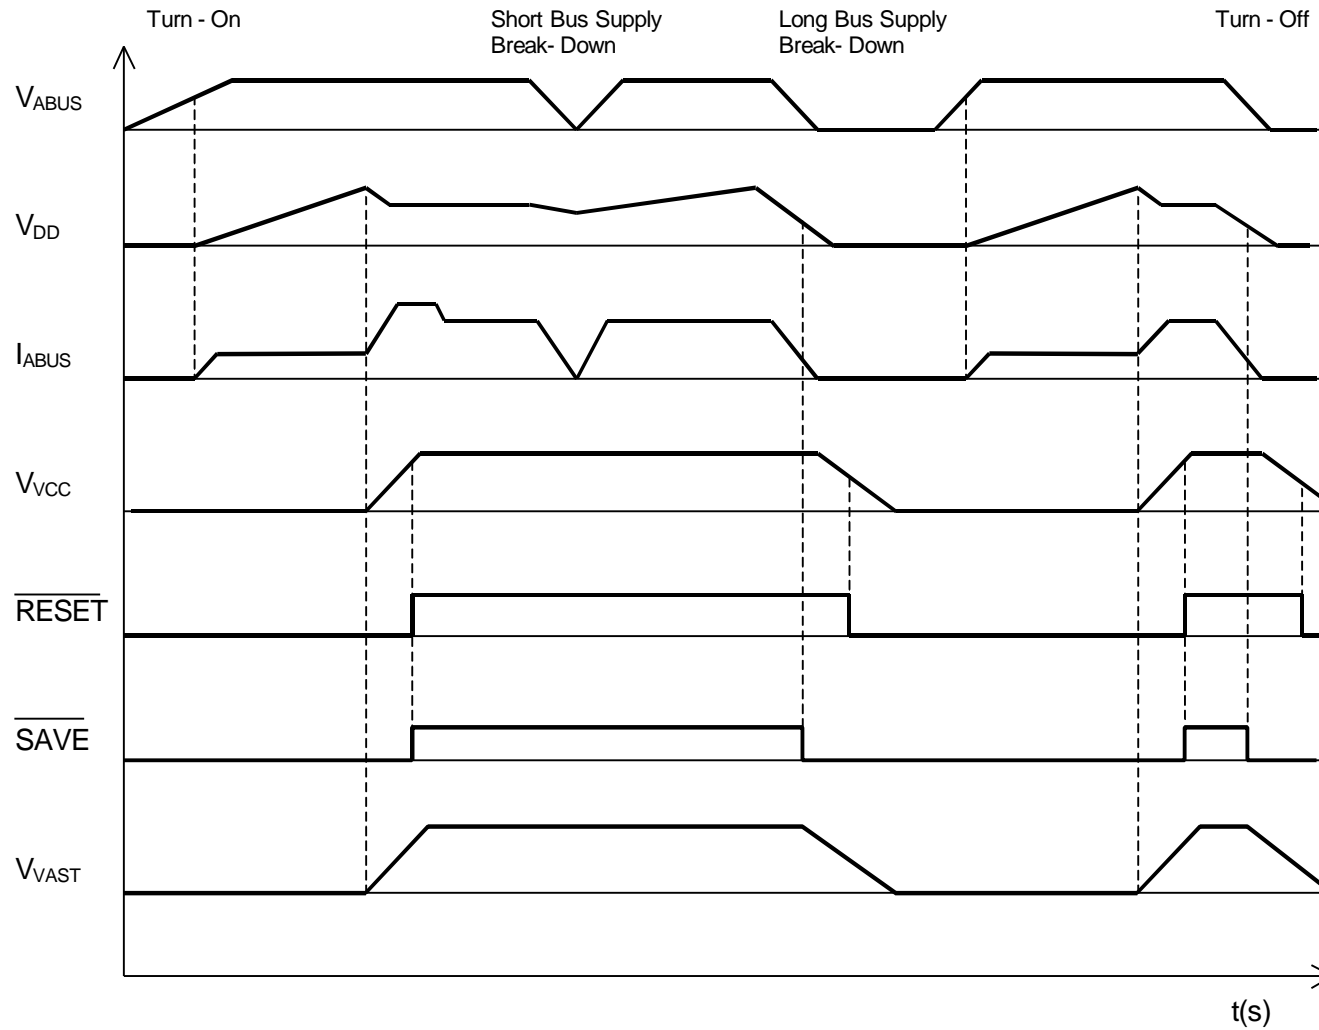 Turn - On
Short Bus Supply
Break- Down
Long Bus Supply
Break- Down
Turn - Off
VABUS
VDD
IABUS
VVCC
RESET
SAVE
VVAST
t(s)